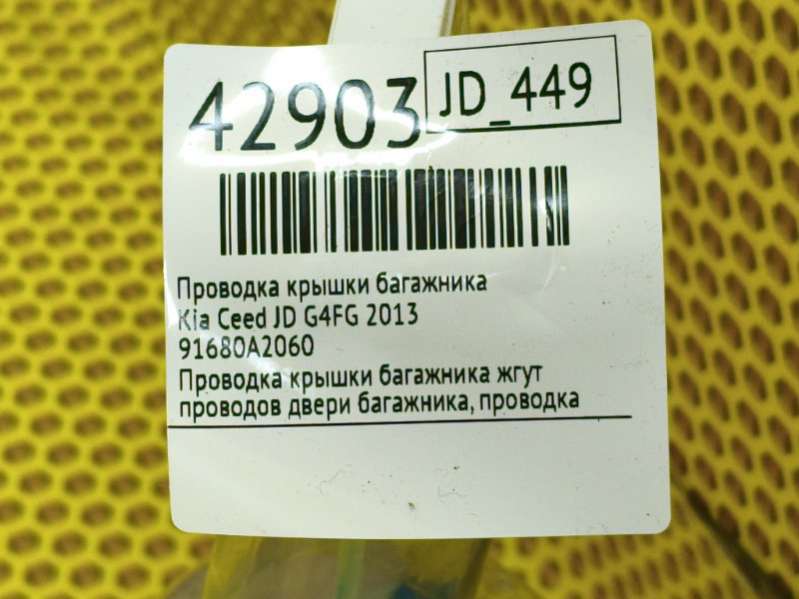 42903
JD_449
Проводка крышки багажника
Kia Ceed JD G4FG 2013
91680A2060
Проводка крышки багажника жгут
проводов двери багажника, проводка